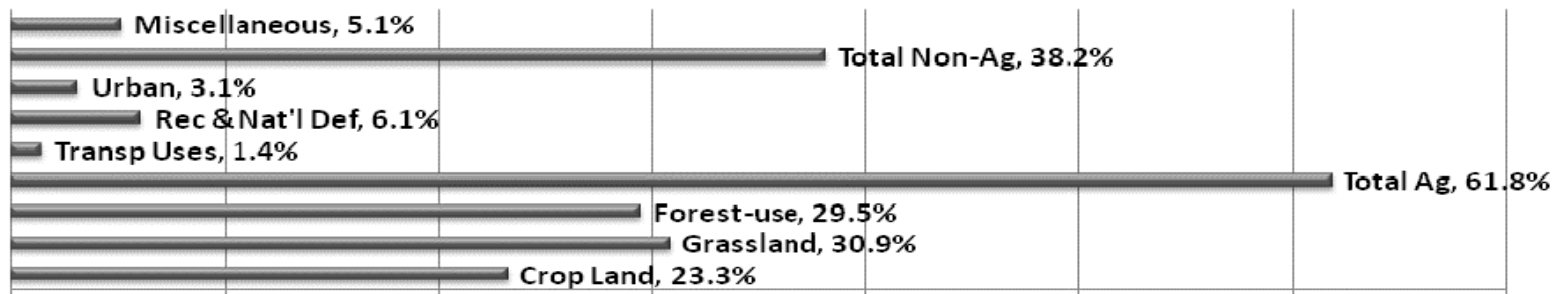 Miscellaneous, 5.1%
Total Non-Ag, 38.2%
Urban, 3.1%
Rec & Nat'l Def, 6.1%
Transp Uses, 1.4%
Total Ag, 61.8%
Forest-use, 29.5%
Grassland, 30.9%
Crop Land, 23.3%